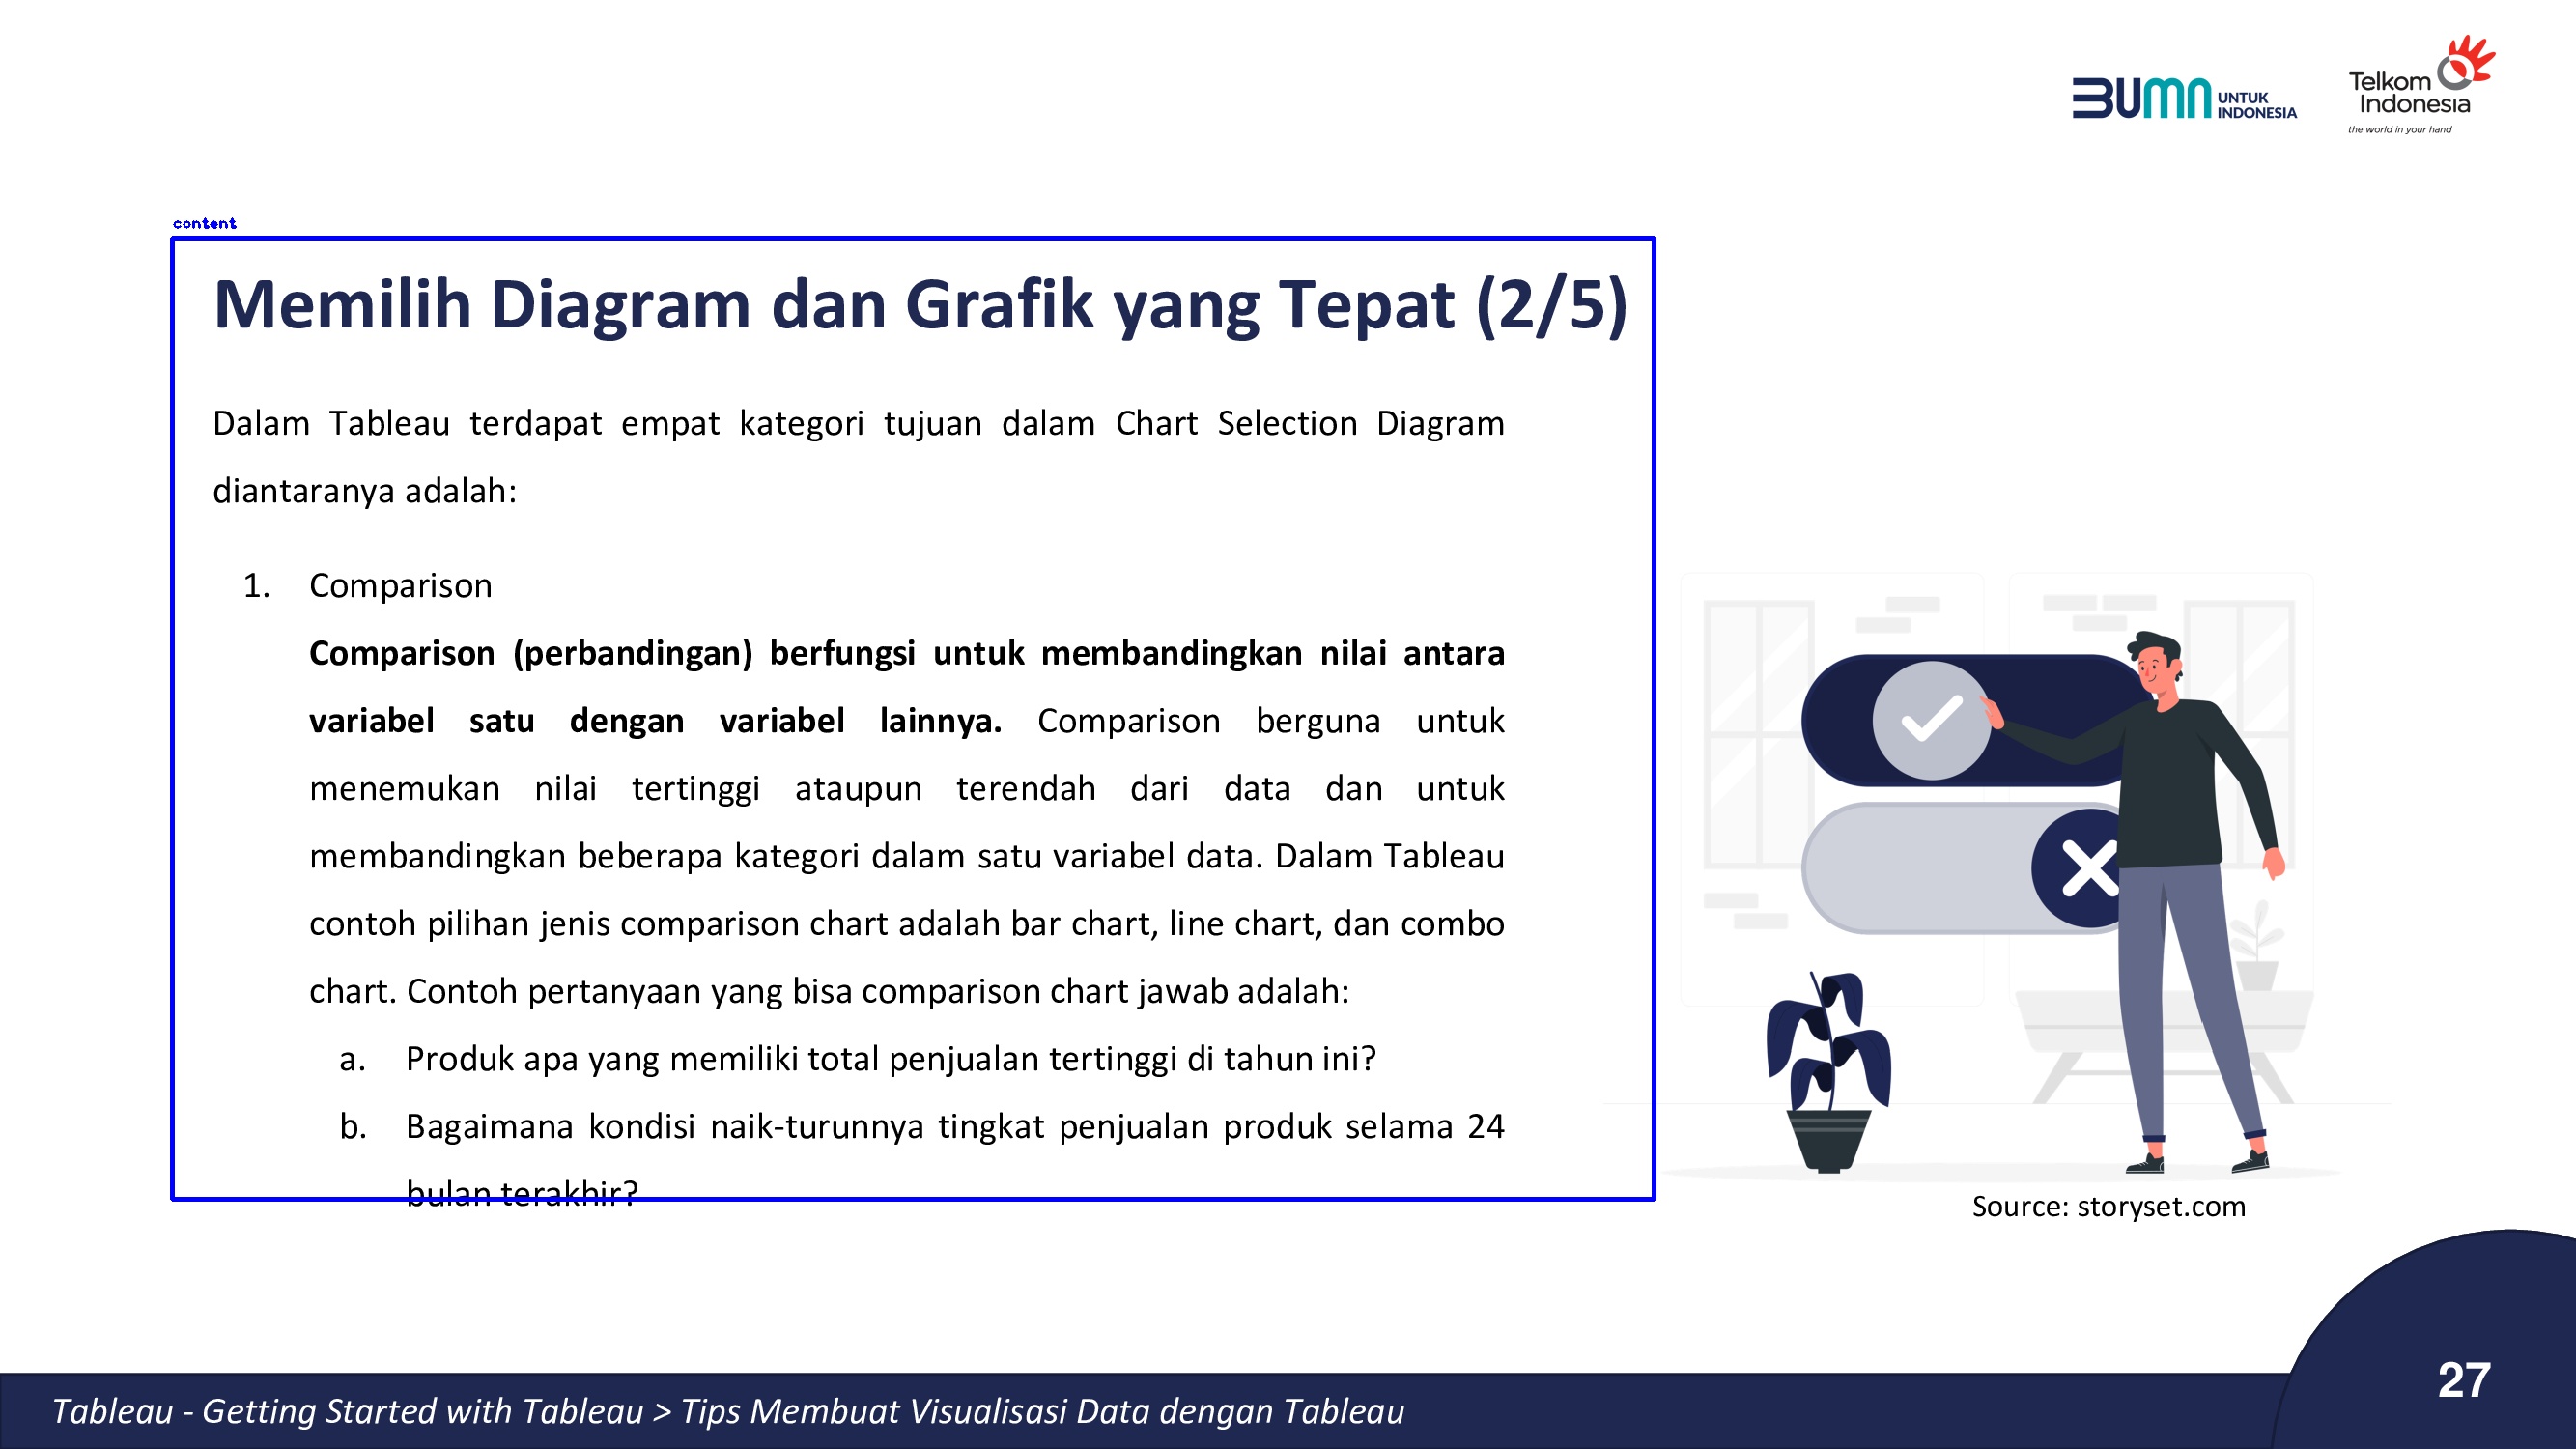 BUMN UNTUK
INDONESIA
Telkom
Indonesia
the world in your hand
content
Memilih Diagram dan Grafik yang Tepat (2/5)
Dalam Tableau terdapat empat kategori tujuan dalam Chart Selection Diagram
diantaranya adalah:
1. Comparison
Comparison (perbandingan) berfungsi untuk membandingkan nilai antara
variabel satu dengan variabel lainnya. Comparison berguna untuk
menemukan nilai tertinggi ataupun terendah dari data dan untuk
membandingkan beberapa kategori dalam satu variabel data. Dalam Tableau
contoh pilihan jenis comparison chart adalah bar chart, line chart, dan combo
chart. Contoh pertanyaan yang bisa comparison chart jawab adalah:
a. Produk apa yang memiliki total penjualan tertinggi di tahun ini?
b. Bagaimana kondisi naik-turunnya tingkat penjualan produk selama 24
bulan terakhir?
Source: storyset.com
Tableau - Getting Started with Tableau > Tips Membuat Visualisasi Data dengan Tableau
27